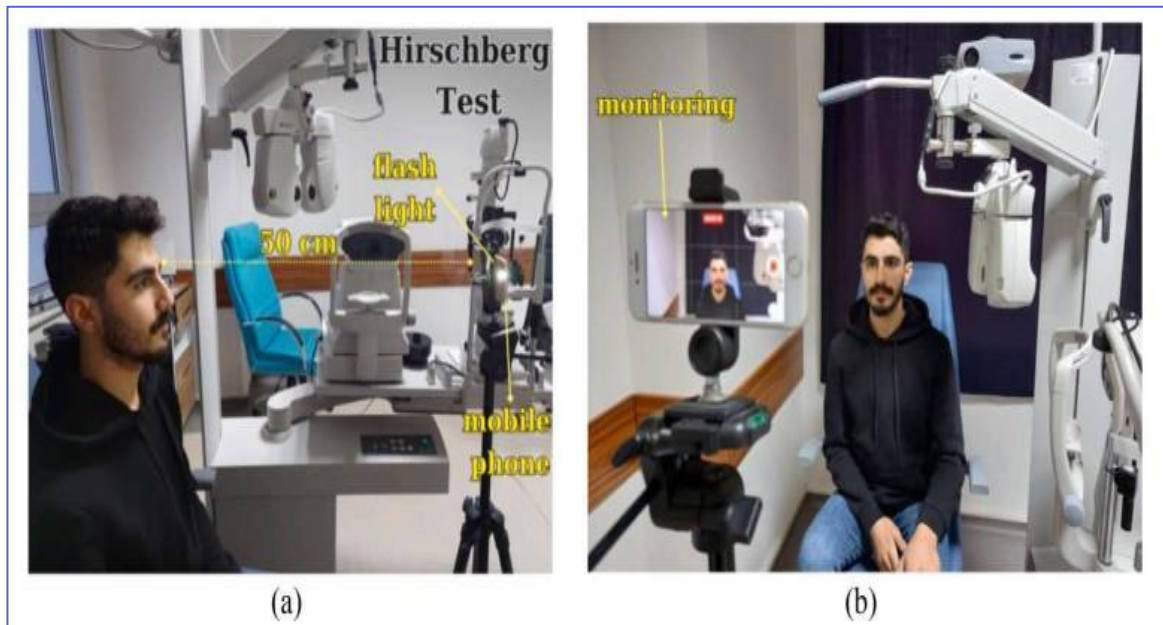 Hirschberg
Test
flash
light
50 cm
mobile
phone
(a)
monitoring
(b)